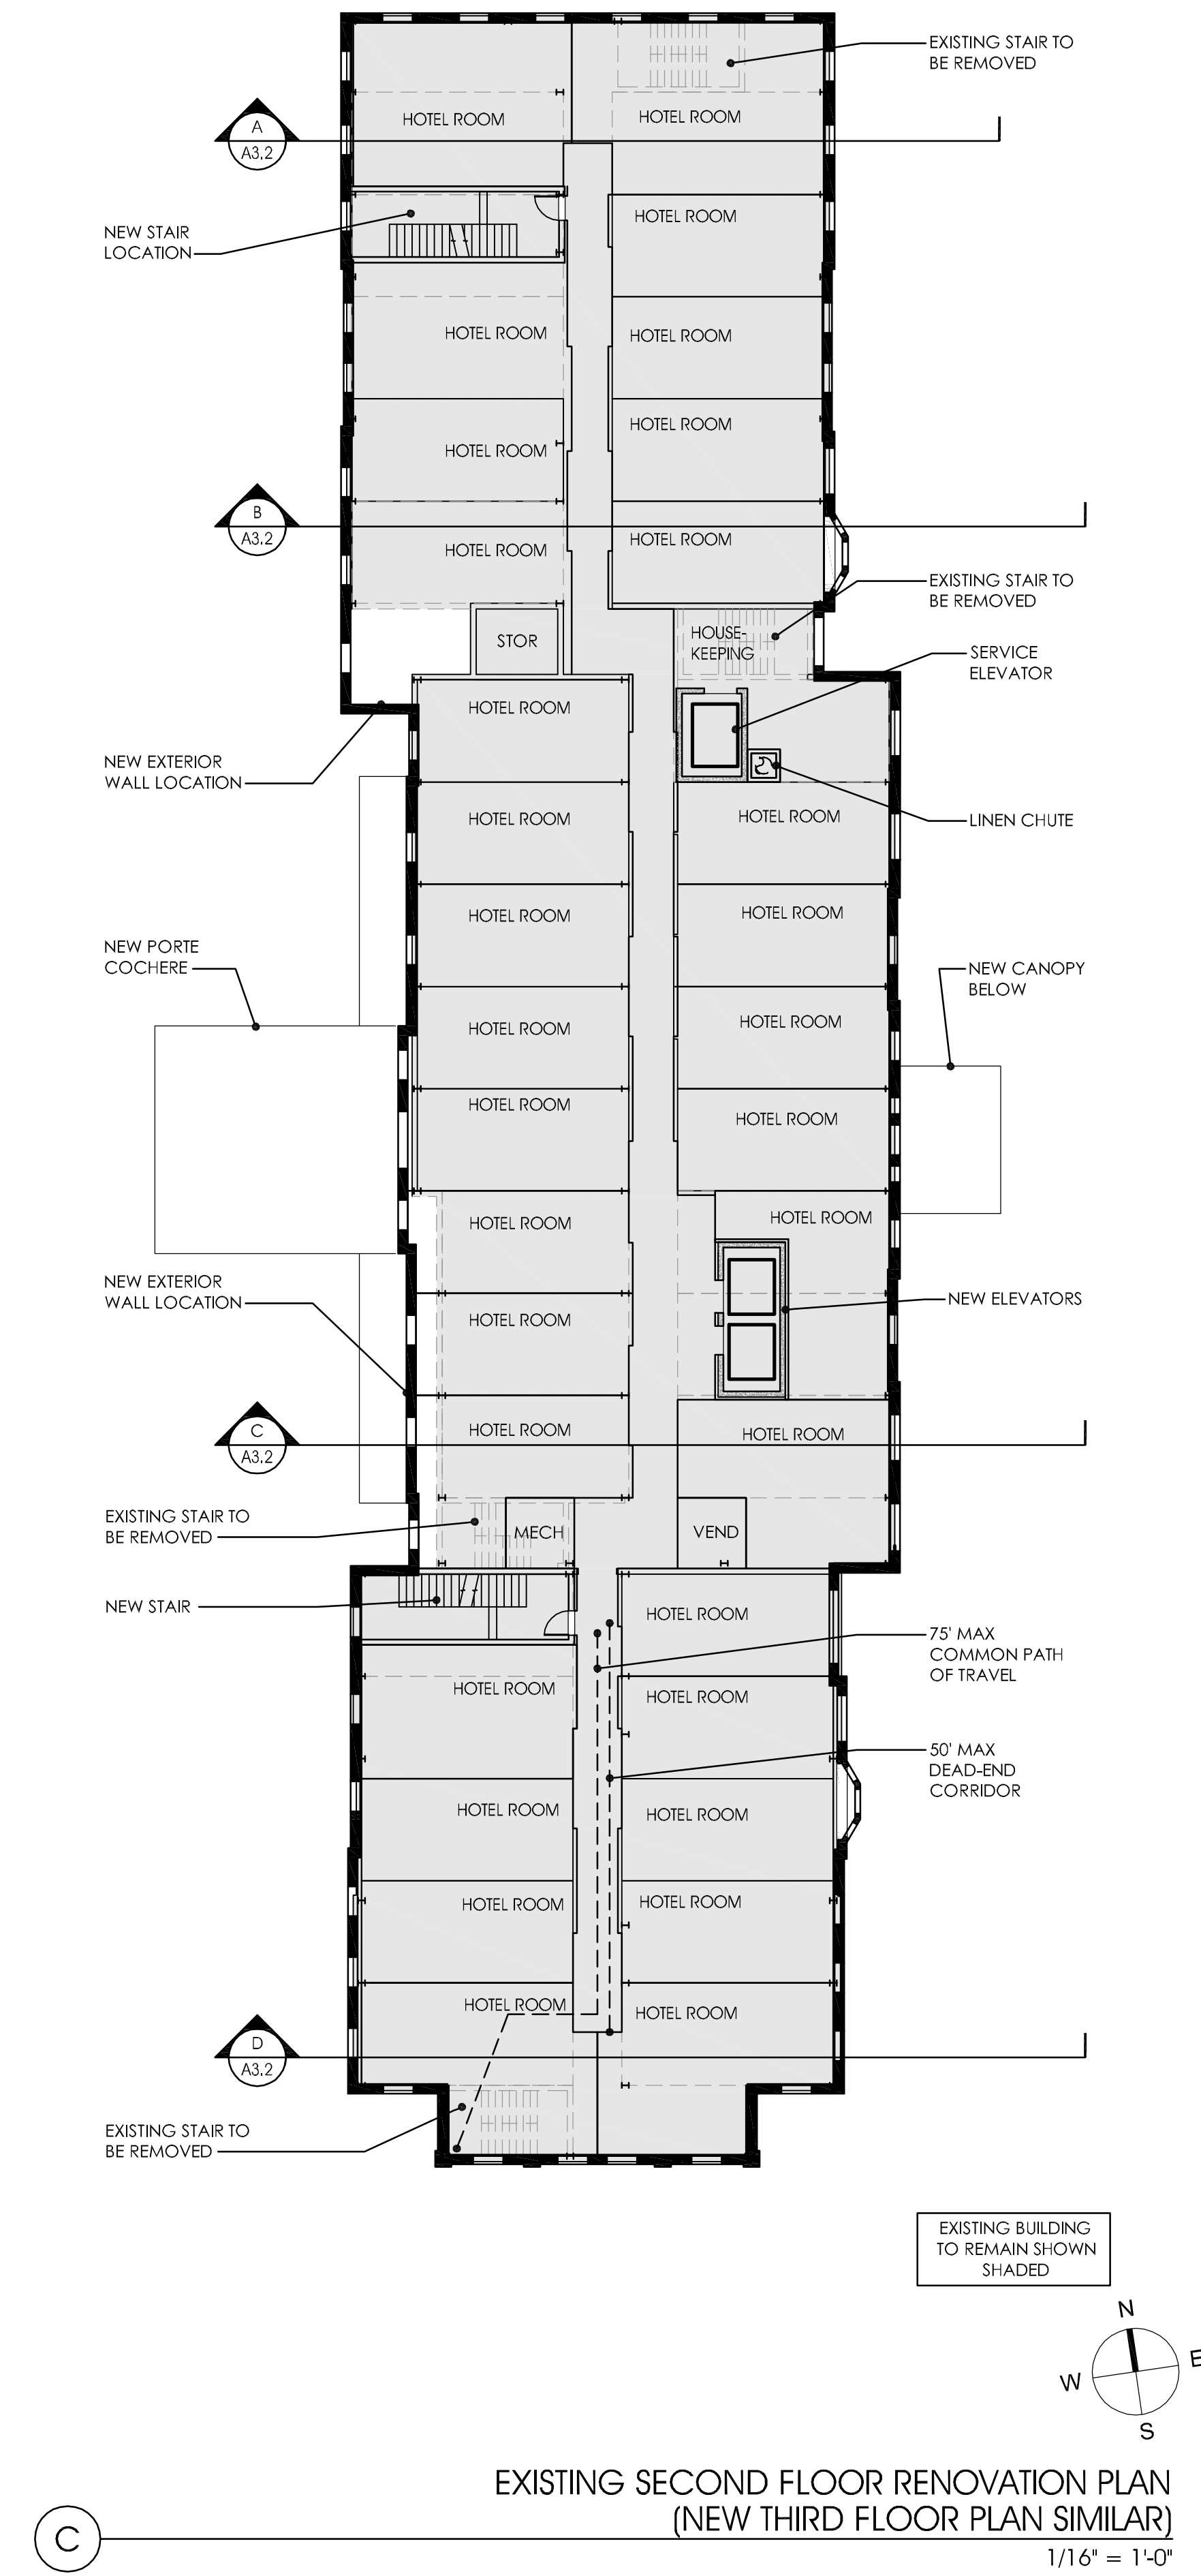 EXISTING STAIR TO
BE REMOVED
HOTEL ROOM
HOTEL ROOM
A
A3.2
HOTEL ROOM
NEW STAIR
LOCATION
HOTEL ROOM
HOTEL ROOM
HOTEL ROOM
HOTEL ROOM
B
A3.2
HOTEL ROOM
HOTEL ROOM
EXISTING STAIR TO
BE REMOVED
STOR
HOUSE-
KEEPING
SERVICE
ELEVATOR
HOTEL ROOM
NEW EXTERIOR
WALL LOCATION
HOTEL ROOM
HOTEL ROOM
LINEN CHUTE
HOTEL ROOM
HOTEL ROOM
NEW PORTE
COCHERE
NEW CANOPY
BELOW
HOTEL ROOM
HOTEL ROOM
HOTEL ROOM
HOTEL ROOM
HOTEL ROOM
HOTEL ROOM
NEW EXTERIOR
WALL LOCATION
NEW ELEVATORS
HOTEL ROOM
C
A3.2
HOTEL ROOM
HOTEL ROOM
EXISTING STAIR TO
BE REMOVED
MECH
VEND
NEW STAIR
HOTEL ROOM
75' MAX
COMMON PATH
OF TRAVEL
HOTEL ROOM
HOTEL ROOM
50' MAX
DEAD-END
CORRIDOR
HOTEL ROOM
HOTEL ROOM
HOTEL ROOM
HOTEL ROOM
HOTEL ROOM
HOTEL ROOM
D
A3.2
EXISTING STAIR TO
BE REMOVED
EXISTING BUILDING
TO REMAIN SHOWN
SHADED
N
E
W
S
EXISTING SECOND FLOOR RENOVATION PLAN
(NEW THIRD FLOOR PLAN SIMILAR)
C
1/16" = 1'-0"